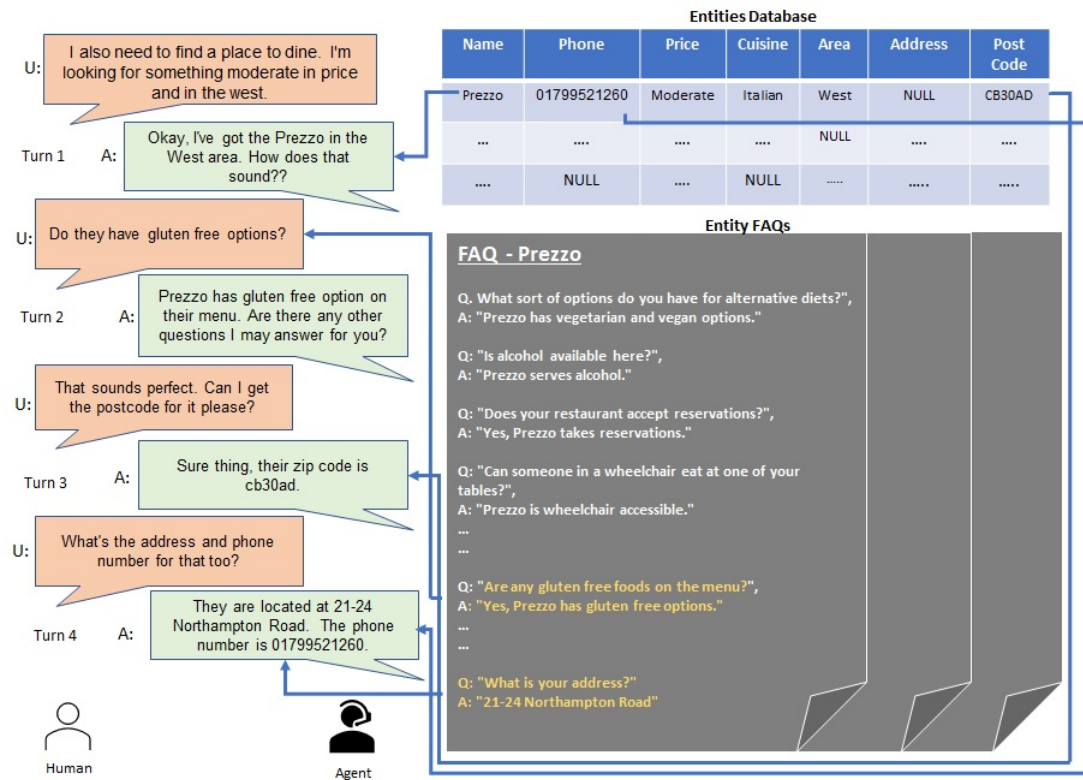 U:
I also need to find a place to dine. I'm
looking for something moderate in price
and in the west.
Turn 1
A:
Okay, I've got the Prezzo in the
West area. How does that
sound??
U:
Do they have gluten free options?
Turn 2
A:
Prezzo has gluten free option on
their menu. Are there any other
questions I may answer for you?
U:
That sounds perfect. Can I get
the postcode for it please?
Turn 3
A:
Sure thing, their zip code is
cb30ad.
U:
What's the address and phone
number for that too?
Turn 4
A:
They are located at 21-24
Northampton Road. The phone
number is 01799521260.
Human
Agent
Entities Database
Name Phone Price Cuisine Area Address Post
Code
Prezzo 01799521260 Moderate Italian West NULL CB30AD
... .... .... .... NULL .... ....
.... NULL .... NULL ..... ..... .....
Entity FAQs
FAQ - Prezzo
Q. What sort of options do you have for alternative diets?",
A: "Prezzo has vegetarian and vegan options."
Q: "Is alcohol available here?",
A: "Prezzo serves alcohol."
Q: "Does your restaurant accept reservations?",
A: "Yes, Prezzo takes reservations."
Q: "Can someone in a wheelchair eat at one of your
tables?",
A: "Prezzo is wheelchair accessible."
...
...
Q: "Are any gluten free foods on the menu?",
A: "Yes, Prezzo has gluten free options."
...
...
Q: "What is your address?"
A: "21-24 Northampton Road"